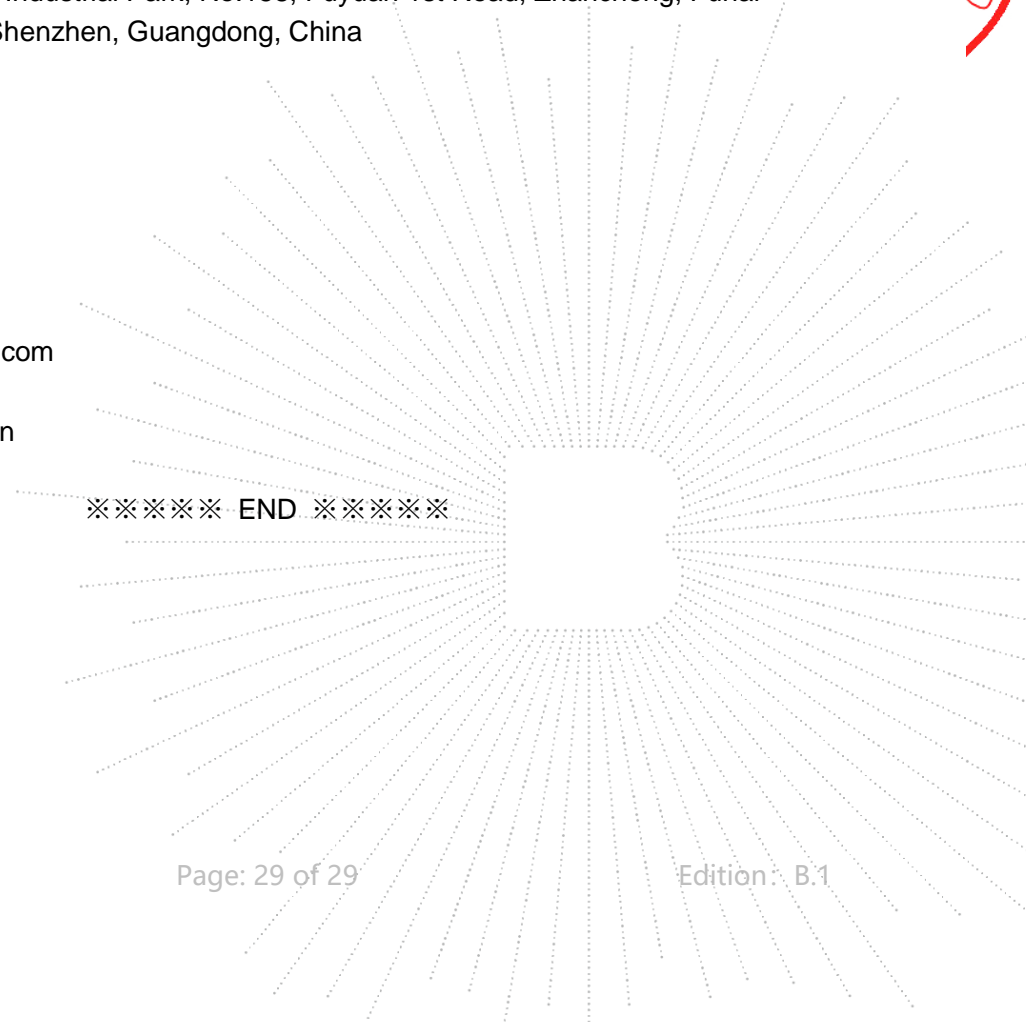 Shenzhen, Guangdong, China
com
n
※※※※※ END ※※※※※
Page: 29 of 29 Edition：B.1